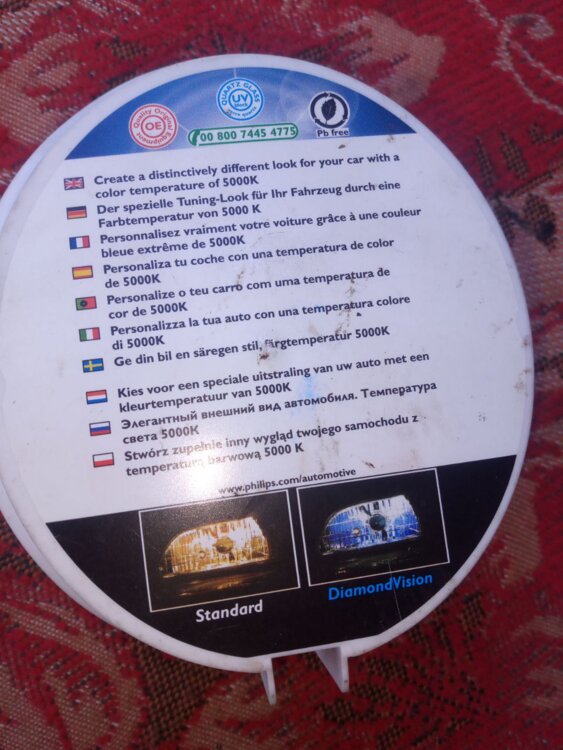 Quality Original
OE
Equipment
QUARTZ GLASS
UV
00 800 7445 4775
Pb free
Create a distinctively different look for your car with a
color temperature of 5000K
Der spezielle Tuning-Look für Ihr Fahrzeug durch eine
Farbtemperatur von 5000 K
Personnalisez vraiment votre voiture grâce à une couleur
bleue extrême de 5000K
Personaliza tu coche con una temperatura de color
de 5000K
Personalize o teu carro com uma temperatura de
cor de 5000K
Personalizza la tua auto con una temperatura colore
di 5000K
Ge din bil en säregen stil, färgtemperatur 5000K
Kies voor een speciale uitstraling van uw auto met een
kleurtemperatuur van 5000K
Элегантный внешний вид автомобиля. Температура
света 5000K
Stwórz zupełnie inny wygląd twojego samochodu z
temperaturą barwową 5000 K
www.philips.com/automotive
Standard
DiamondVision